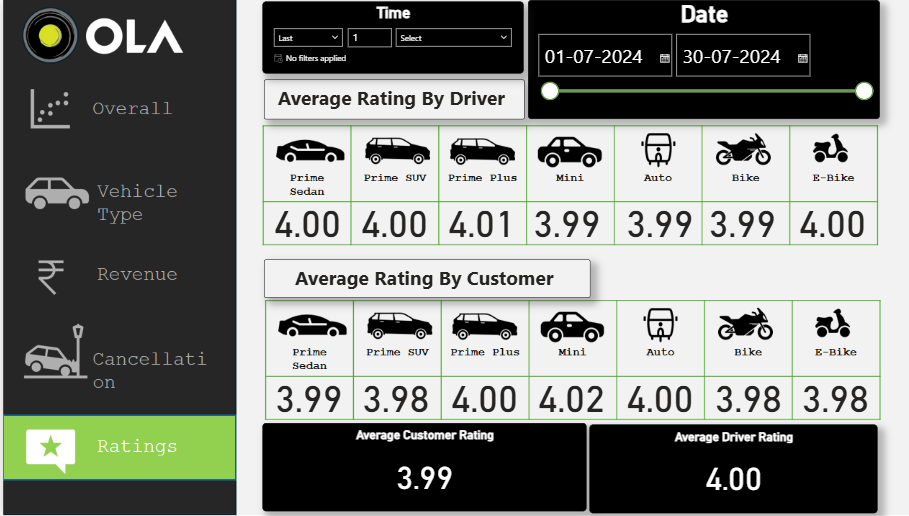 OLA
Overall
Vehicle
Type
Revenue
Cancellati
on
Ratings
Time
Last
1
Select
No filters applied
Date
01-07-2024
30-07-2024
Average Rating By Driver
Prime
Sedan
Prime SUV
Prime Plus
Mini
Auto
Bike
E-Bike
4.00 4.00 4.01 3.99 3.99 3.99 4.00
Average Rating By Customer
Prime
Sedan
Prime SUV
Prime Plus
Mini
Auto
Bike
E-Bike
3.99 3.98 4.00 4.02 4.00 3.98 3.98
Average Customer Rating
3.99
Average Driver Rating
4.00